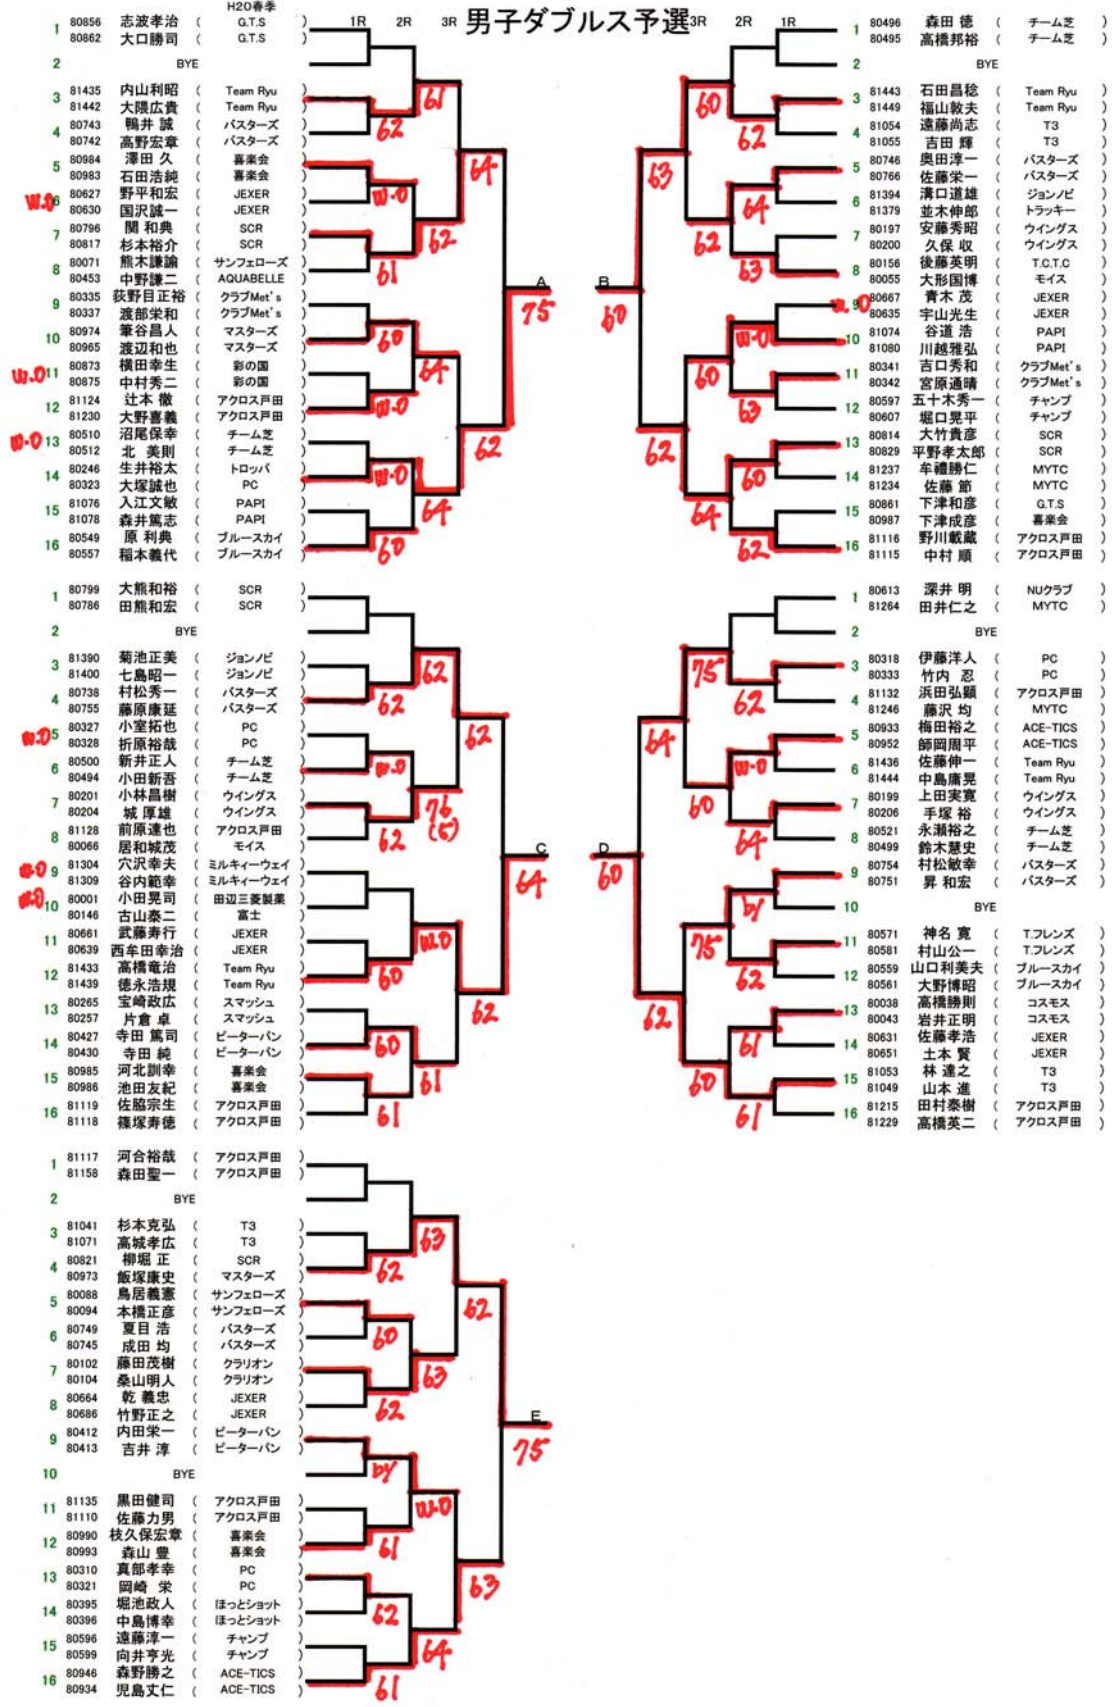 H20春季
男子ダブルス予選
1R 2R 3R
3R 2R 1R
1 80856 志波孝治 ( G.T.S )
80862 大口勝司 ( G.T.S )
2 BYE
3 81435 内山利昭 ( Team Ryu )
81442 大隈広貴 ( Team Ryu )
4 80743 鴨井 誠 ( バスターズ )
80742 高野宏章 ( バスターズ )
5 80984 澤田 久 ( 喜楽会 )
80983 石田浩純 ( 喜楽会 )
W.O 6 80627 野平和宏 ( JEXER )
80630 国沢誠一 ( JEXER )
7 80796 関 和典 ( SCR )
80817 杉本裕介 ( SCR )
8 80071 熊木謙諭 ( サンフェローズ )
80453 中野謙二 ( AQUABELLE )
9 80335 荻野目正裕 ( クラブMet's )
80337 渡部栄和 ( クラブMet's )
10 80974 筆谷昌人 ( マスターズ )
80965 渡辺和也 ( マスターズ )
W.O 11 80873 横田幸生 ( 彩の国 )
80875 中村秀二 ( 彩の国 )
12 81124 辻本 徹 ( アクロス戸田 )
81230 大野喜義 ( アクロス戸田 )
W.O 13 80510 沼尾保幸 ( チーム芝 )
80512 北 美則 ( チーム芝 )
14 80246 生井裕太 ( トロッパ )
80323 大塚誠也 ( PC )
15 81076 入江文敏 ( PAPI )
81078 森井篤志 ( PAPI )
16 80549 原 利典 ( ブルースカイ )
80557 稲本義代 ( ブルースカイ )
61
62
64
W.O
62
61
A
75
60
64
W.O
62
W.O
64
60
1 80496 森田 徳 ( チーム芝 )
80495 高橋邦裕 ( チーム芝 )
2 BYE
3 81443 石田昌稔 ( Team Ryu )
81449 福山敦夫 ( Team Ryu )
4 81054 遠藤尚志 ( T3 )
81055 吉田 輝 ( T3 )
5 80746 奥田淳一 ( バスターズ )
80766 佐藤栄一 ( バスターズ )
6 81394 溝口道雄 ( ジョンノビ )
81379 並木伸郎 ( トラッキー )
7 80197 安藤秀昭 ( ウイングス )
80200 久保 収 ( ウイングス )
8 80156 後藤英明 ( T.C.T.C )
80055 大形国博 ( モイス )
W.O 9 80667 青木 茂 ( JEXER )
80635 宇山光生 ( JEXER )
10 81074 谷道 浩 ( PAPI )
81080 川越雅弘 ( PAPI )
11 80341 吉口秀和 ( クラブMet's )
80342 宮原通晴 ( クラブMet's )
12 80597 五十木秀一 ( チャンプ )
80607 堀口晃平 ( チャンプ )
13 80814 大竹貴彦 ( SCR )
80829 平野孝太郎 ( SCR )
14 81237 牟禮勝仁 ( MYTC )
81234 佐藤 節 ( MYTC )
15 80861 下津和彦 ( G.T.S )
80987 下津成彦 ( 喜楽会 )
16 81116 野川載蔵 ( アクロス戸田 )
81115 中村 順 ( アクロス戸田 )
60
62
63
64
62
63
B
60
W.O
60
63
62
60
64
62
1 80799 大熊和裕 ( SCR )
80786 田熊和宏 ( SCR )
2 BYE
3 81390 菊池正美 ( ジョンノビ )
81400 七島昭一 ( ジョンノビ )
4 80738 村松秀一 ( バスターズ )
80755 藤原康延 ( バスターズ )
W.O 5 80327 小室拓也 ( PC )
80328 折原裕哉 ( PC )
6 80500 新井正人 ( チーム芝 )
80494 小田新吾 ( チーム芝 )
7 80201 小林昌樹 ( ウイングス )
80204 城 厚雄 ( ウイングス )
8 81128 前原達也 ( アクロス戸田 )
80066 居和城茂 ( モイス )
W.O 9 81304 穴沢幸夫 ( ミルキィーウェイ )
81309 谷内範幸 ( ミルキィーウェイ )
W.O 10 80001 小田晃司 ( 田辺三菱製薬 )
80146 古山泰二 ( 富士 )
11 80661 武藤寿行 ( JEXER )
80639 西牟田幸治 ( JEXER )
12 81433 高橋竜治 ( Team Ryu )
81439 徳永浩規 ( Team Ryu )
13 80265 宝崎政広 ( スマッシュ )
80257 片倉 卓 ( スマッシュ )
14 80427 寺田 篤司 ( ピーターパン )
80430 寺田 純 ( ピーターパン )
15 80985 河北訓幸 ( 喜楽会 )
80986 池田友紀 ( 喜楽会 )
16 81119 佐脇宗生 ( アクロス戸田 )
81118 篠塚寿徳 ( アクロス戸田 )
62
62
62
W.O
76
(5)
62
C
64
W.O
60
62
60
61
61
1 80613 深井 明 ( NUクラブ )
81264 田井仁之 ( MYTC )
2 BYE
3 80318 伊藤洋人 ( PC )
80333 竹内 忍 ( PC )
4 81132 浜田弘顕 ( アクロス戸田 )
81246 藤沢 均 ( MYTC )
5 80933 梅田裕之 ( ACE-TICS )
80952 師岡周平 ( ACE-TICS )
6 81436 佐藤伸一 ( Team Ryu )
81444 中島庸晃 ( Team Ryu )
7 80199 上田実寛 ( ウイングス )
80206 手塚 裕 ( ウイングス )
8 80521 永瀬裕之 ( チーム芝 )
80499 鈴木慧史 ( チーム芝 )
9 80754 村松敏幸 ( バスターズ )
80751 昇 和宏 ( バスターズ )
10 BYE
11 80571 神名 寛 ( T.フレンズ )
80581 村山公一 ( T.フレンズ )
12 80559 山口利美夫 ( ブルースカイ )
80561 大野博昭 ( ブルースカイ )
13 80038 高橋勝則 ( コスモス )
80043 岩井正明 ( コスモス )
14 80631 佐藤孝浩 ( JEXER )
80651 土本 賢 ( JEXER )
15 81053 林 達之 ( T3 )
81049 山本 進 ( T3 )
16 81215 田村泰樹 ( アクロス戸田 )
81229 高橋英二 ( アクロス戸田 )
75
62
64
W.O
60
64
D
60
by
75
62
62
61
60
61
1 81117 河合裕哉 ( アクロス戸田 )
81158 森田聖一 ( アクロス戸田 )
2 BYE
3 81041 杉本克弘 ( T3 )
81071 高城孝広 ( T3 )
4 80821 柳堀 正 ( SCR )
80973 飯塚康史 ( マスターズ )
5 80088 鳥居義憲 ( サンフェローズ )
80094 本橋正彦 ( サンフェローズ )
6 80749 夏目 浩 ( バスターズ )
80745 成田 均 ( バスターズ )
7 80102 藤田茂樹 ( クラリオン )
80104 桑山明人 ( クラリオン )
8 80664 乾 義忠 ( JEXER )
80686 竹野正之 ( JEXER )
9 80412 内田栄一 ( ピーターパン )
80413 吉井 淳 ( ピーターパン )
10 BYE
11 81135 黒田健司 ( アクロス戸田 )
81110 佐藤力男 ( アクロス戸田 )
12 80990 枝久保宏章 ( 喜楽会 )
80993 森山 豊 ( 喜楽会 )
13 80310 真部孝幸 ( PC )
80321 岡崎 栄 ( PC )
14 80395 堀池政人 ( ほっとショット )
80396 中島博幸 ( ほっとショット )
15 80596 遠藤淳一 ( チャンプ )
80599 向井亨光 ( チャンプ )
16 80946 森野勝之 ( ACE-TICS )
80934 児島丈仁 ( ACE-TICS )
63
62
62
60
63
62
E
75
by
W.O
61
63
62
64
61